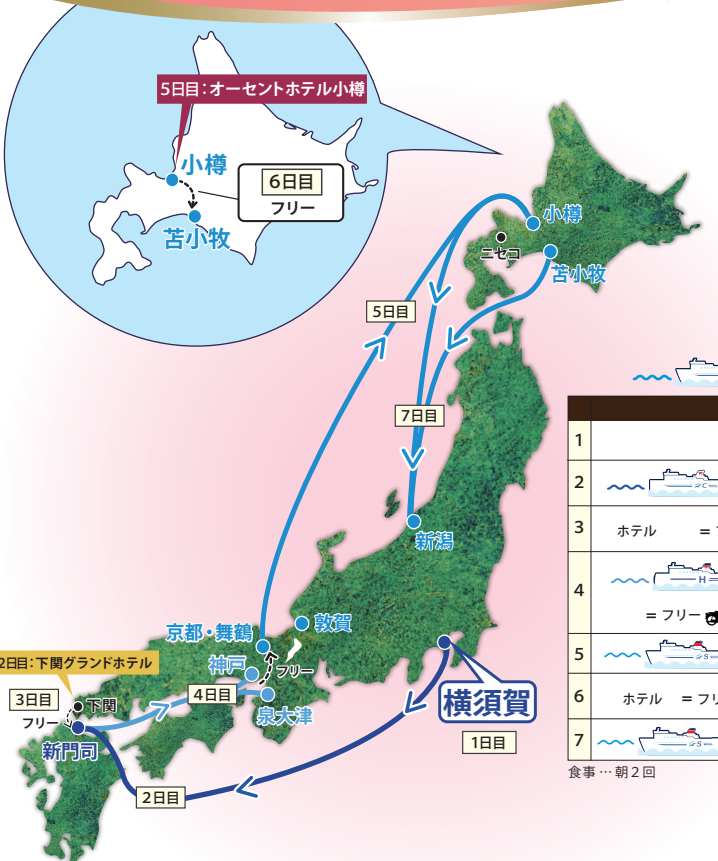 5日目：オーセントホテル小樽
小樽
6日目
フリー
苫小牧
小樽
ニセコ
苫小牧
5日目
7日目
新潟
京都・舞鶴
敦賀
2日目：下関グランドホテル
神戸
フリー
3日目
下関
4日目
泉大津
フリー
新門司
横須賀
1日目
2日目
1
2
C
3
ホテル =
4
H
= フリー
5
S
6
ホテル = フリ
7
S
食事…朝2回